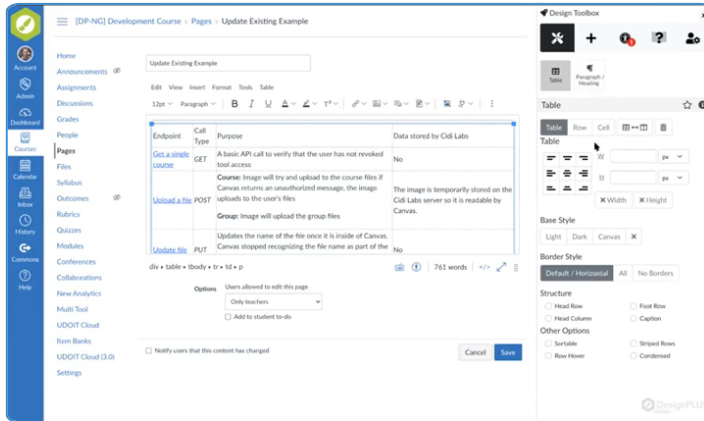 [DP-NG] Development Course › Pages › Update Existing Example
Account
Admin
Dashboard
Courses
Calendar
Inbox
History
Commons
Help
Home
Announcements
Assignments
Discussions
Grades
People
Pages
Files
Syllabus
Outcomes
Rubrics
Quizzes
Modules
Conferences
Collaborations
New Analytics
Multi Tool
UDOIT Cloud
Item Banks
UDOIT Cloud (3.0)
Settings
Update Existing Example
Edit View Insert Format Tools Table
12pt Paragraph B I U A
Endpoint Call Type Purpose Data stored by Cidi Labs
Get a single course GET A basic API call to verify that the user has not revoked tool access No
Upload a file POST Course: Image will try and upload to the course files if Canvas returns an unauthorized message, the image uploads to the user's files
Group: Image will upload the group files
The image is temporarily stored on the Cidi Labs server so it is readable by Canvas.
Update file PUT Updates the name of the file once it is inside of Canvas. Canvas stopped recognizing the file name as part of the No
div ▸ table ▸ tbody ▸ tr ▸ td ▸ p
761 words </>
Options Users allowed to edit this page
Only teachers
Add to student to-do
Notify users that this content has changed
Cancel Save
Design Toolbox
Table Paragraph / Heading
Table
Table Row Cell
Table
W px
H px
× Width × Height
Base Style
Light Dark Canvas ×
Border Style
Default / Horizontal All No Borders
Structure
Head Row Foot Row
Head Column Caption
Other Options
Sortable Striped Rows
Row Hover Condensed
DesignPLUS